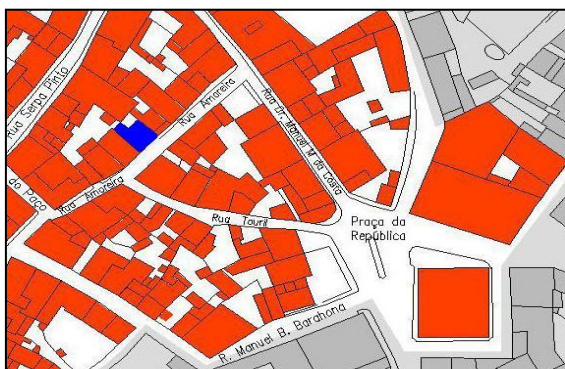 Rua Serpa Pinto
Rua Amoreira
Rua Dr. Manuel M da Costa
do Paço
Rua Amoreira
Rua Touril
Praça da
República
R. Manuel B. Barahona